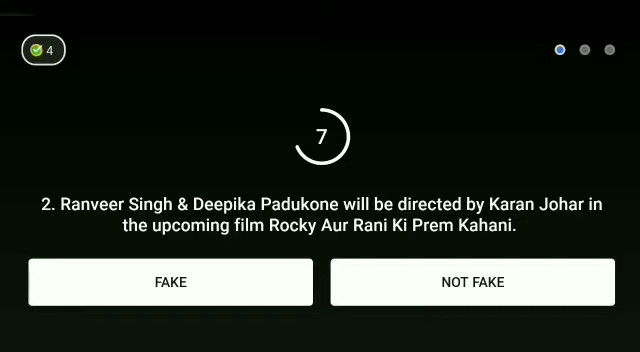 4
7
2. Ranveer Singh & Deepika Padukone will be directed by Karan Johar in
the upcoming film Rocky Aur Rani Ki Prem Kahani.
FAKE
NOT FAKE